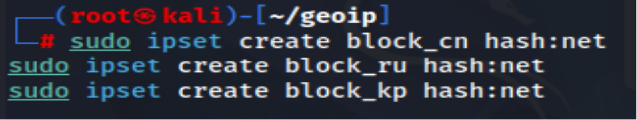 ┌──(root㉿kali)-[~/geoip]
└─# sudo ipset create block_cn hash:net
sudo ipset create block_ru hash:net
sudo ipset create block_kp hash:net